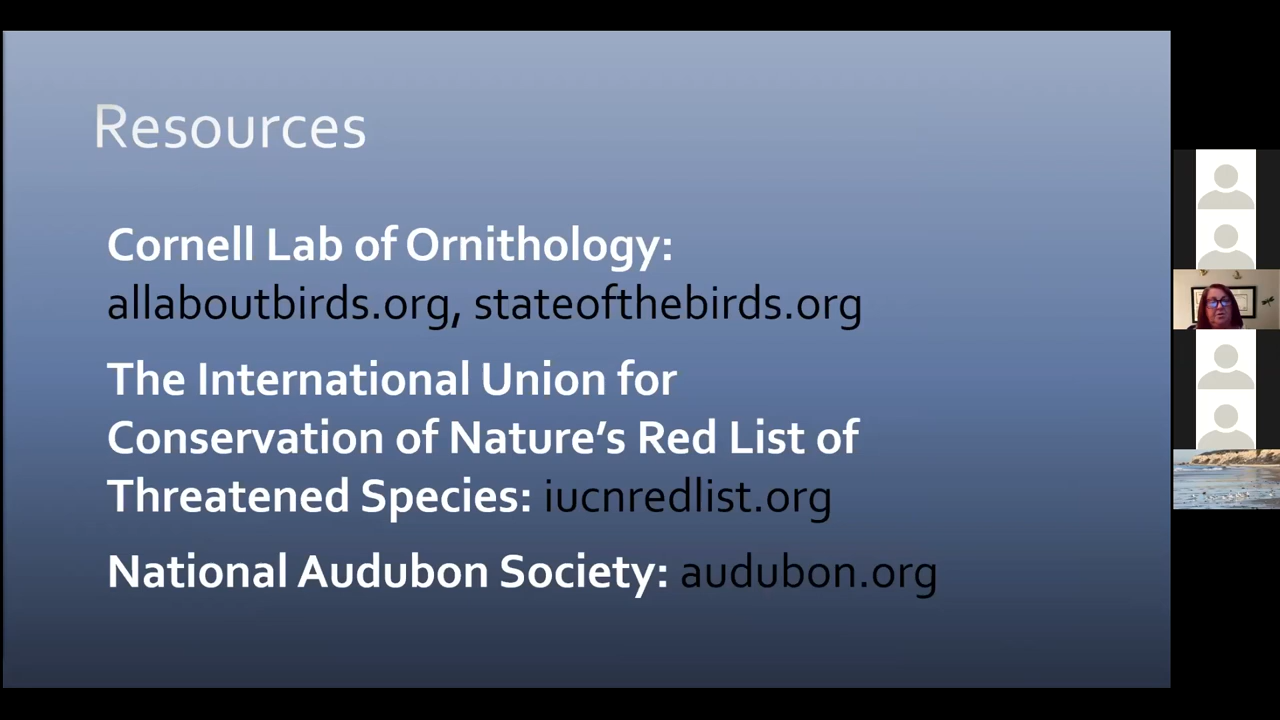 Resources
Cornell Lab of Ornithology:
allaboutbirds.org, stateofthebirds.org
The International Union for
Conservation of Nature’s Red List of
Threatened Species: iucnredlist.org
National Audubon Society: audubon.org